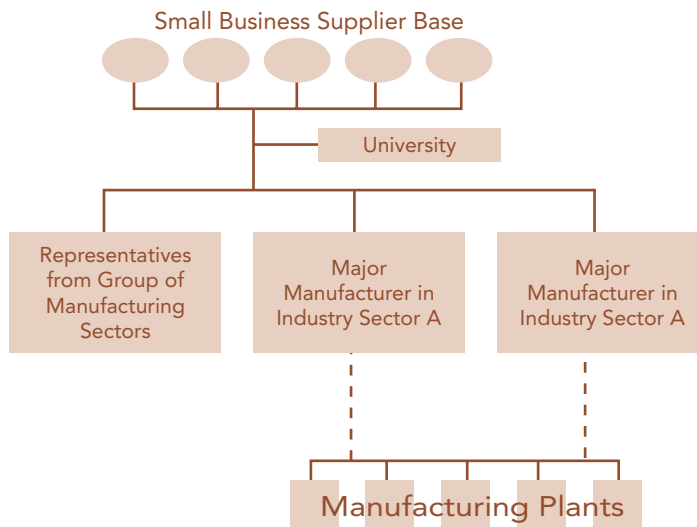 Small Business Supplier Base
University
Representatives
from Group of
Manufacturing
Sectors
Major
Manufacturer in
Industry Sector A
Major
Manufacturer in
Industry Sector A
Manufacturing Plants